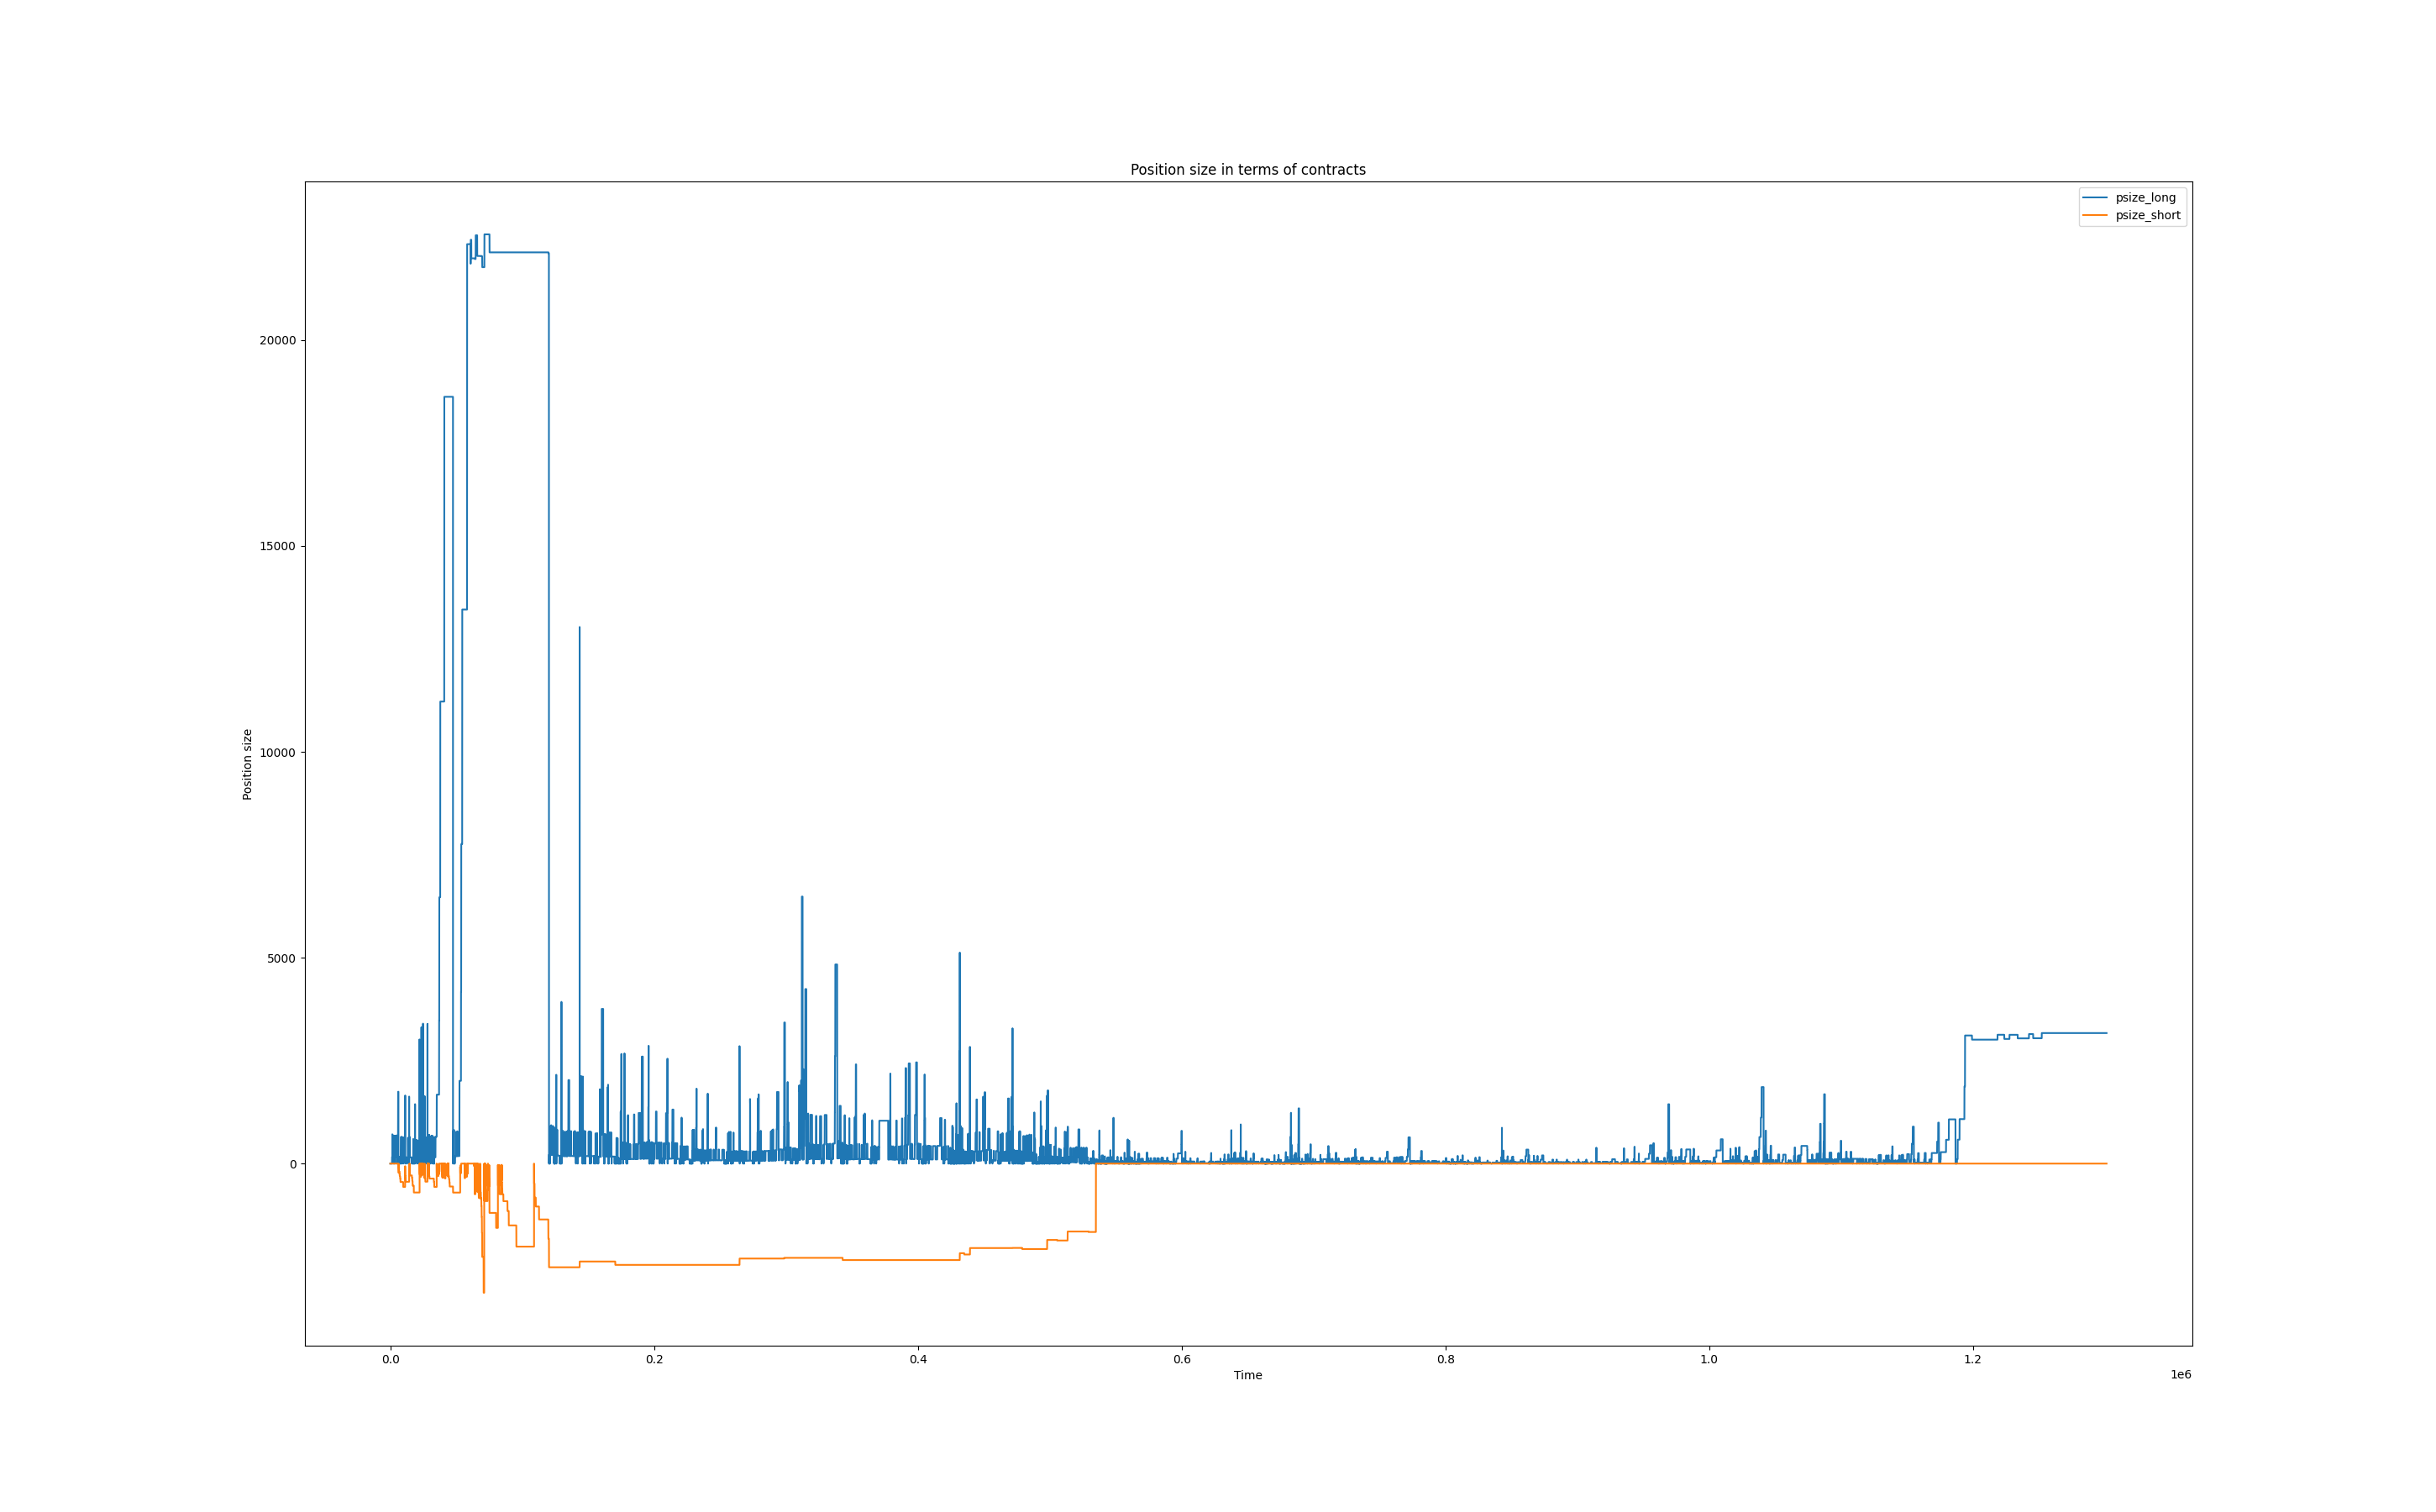 Position size in terms of contracts
psize_long
psize_short
Position size
20000
15000
10000
5000
0
0.0 0.2 0.4 0.6 0.8 1.0 1.2
Time
1e6